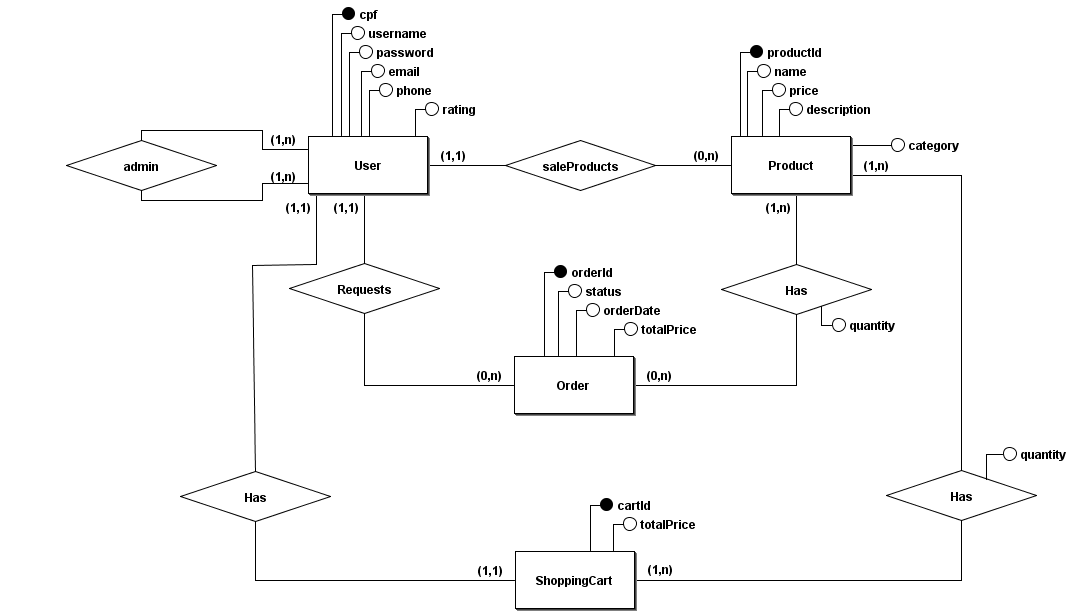 cpf
username
password
email
phone
rating
productId
name
price
description
category
(1,n)
admin
(1,n)
User
(1,1)
saleProducts
(0,n)
Product
(1,n)
(1,1)
(1,1)
(1,n)
Requests
orderId
status
orderDate
totalPrice
Has
quantity
(0,n)
Order
(0,n)
quantity
Has
Has
cartId
totalPrice
(1,1)
ShoppingCart
(1,n)